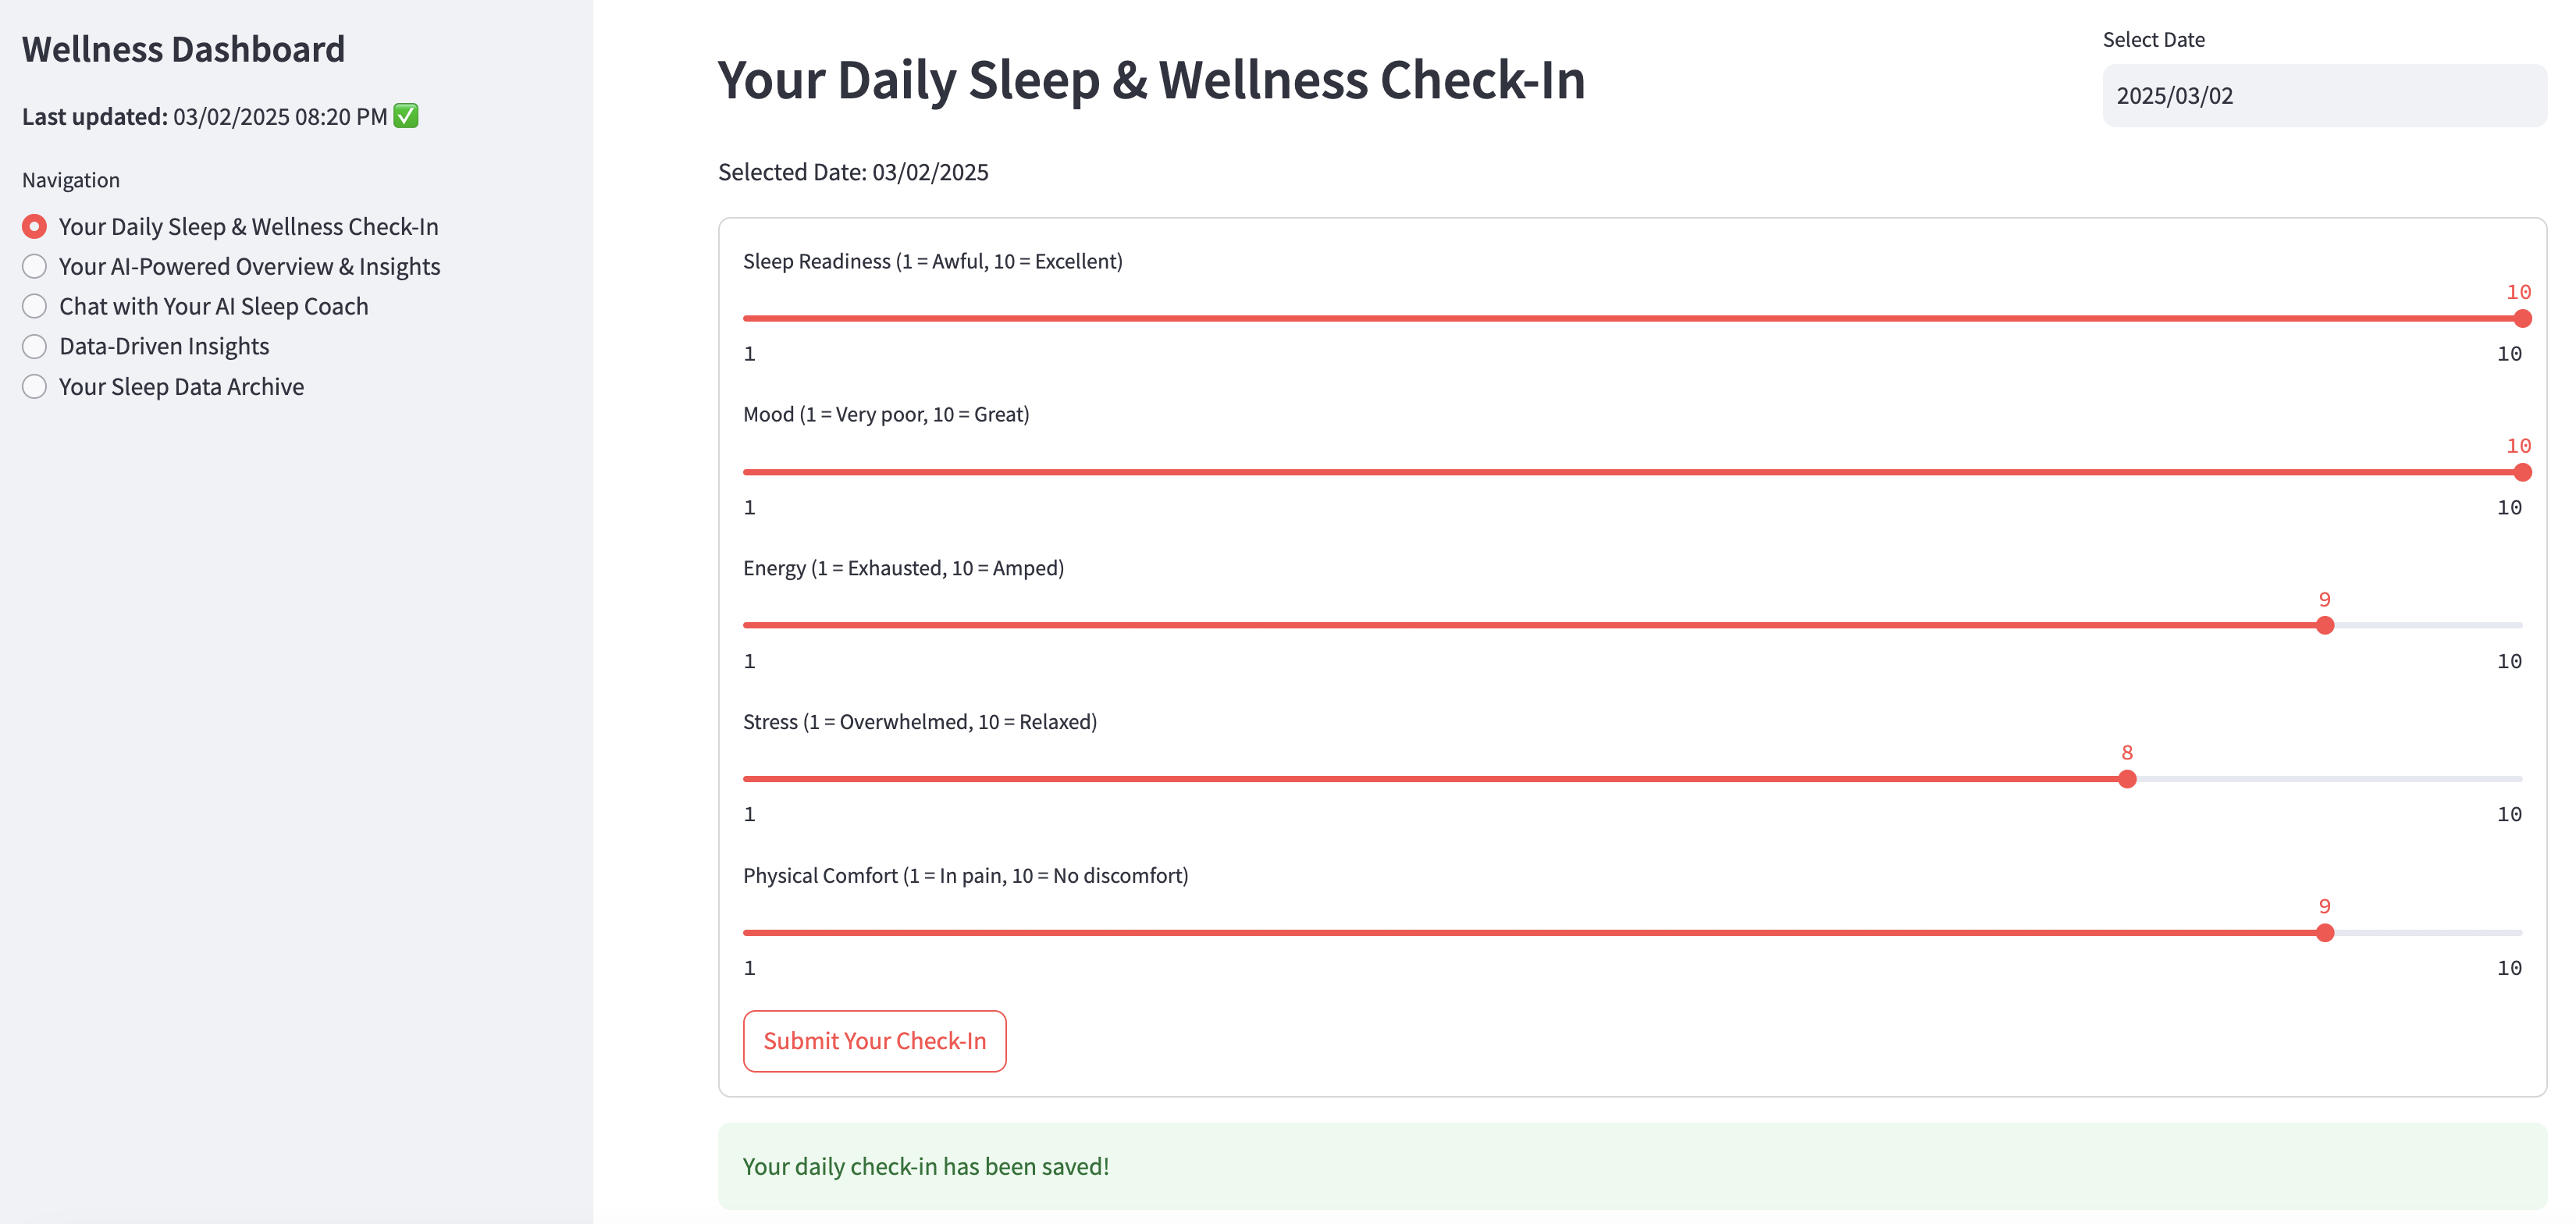 Wellness Dashboard
Last updated: 03/02/2025 08:20 PM ✅
Navigation
Your Daily Sleep & Wellness Check-In
Your AI-Powered Overview & Insights
Chat with Your AI Sleep Coach
Data-Driven Insights
Your Sleep Data Archive
Your Daily Sleep & Wellness Check-In
Select Date
2025/03/02
Selected Date: 03/02/2025
Sleep Readiness (1 = Awful, 10 = Excellent)
10
1 10
Mood (1 = Very poor, 10 = Great)
10
1 10
Energy (1 = Exhausted, 10 = Amped)
9
1 10
Stress (1 = Overwhelmed, 10 = Relaxed)
8
1 10
Physical Comfort (1 = In pain, 10 = No discomfort)
9
1 10
Submit Your Check-In
Your daily check-in has been saved!